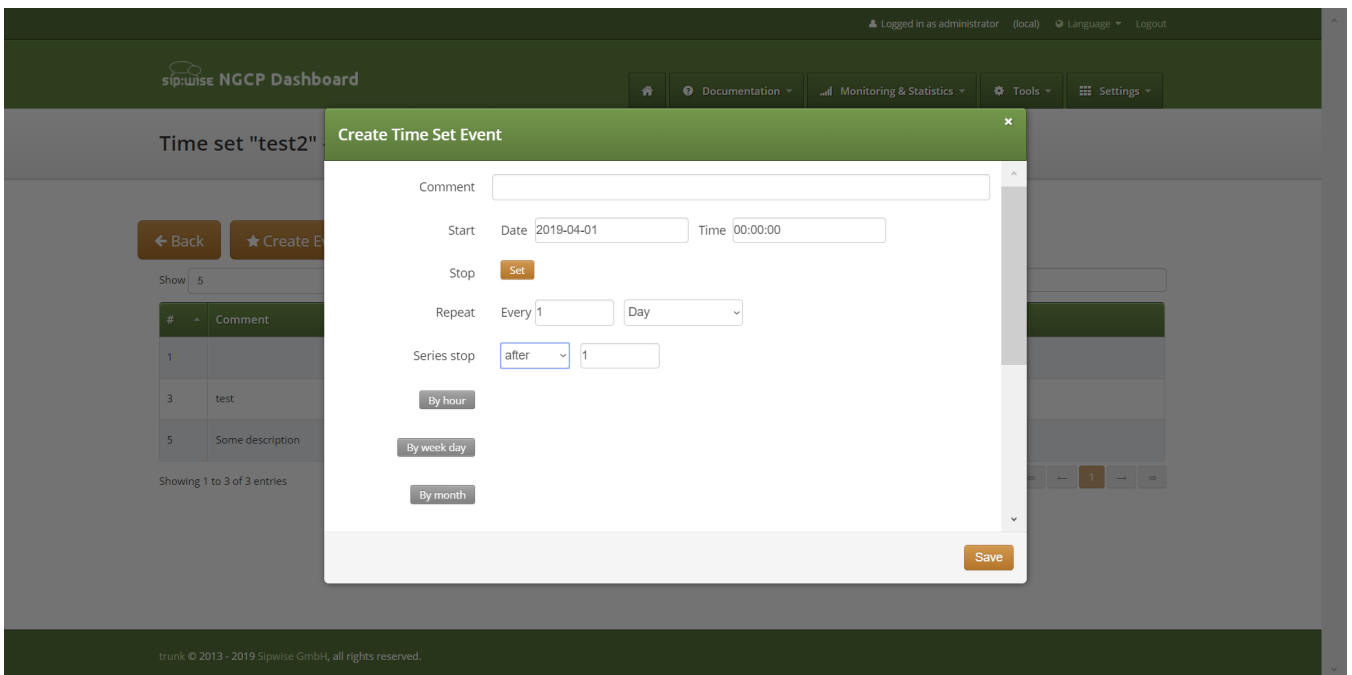 Logged in as administrator (local) Language Logout
sip:wise NGCP Dashboard
Documentation Monitoring & Statistics Tools Settings
Time set "test2"
Create Time Set Event
Comment
Start Date 2019-04-01 Time 00:00:00
Back Create Ev
Stop Set
Show 5
Repeat Every 1 Day
# Comment
Series stop after 1
1
By hour
3 test
5 Some description
By week day
Showing 1 to 3 of 3 entries
1
By month
Save
trunk © 2013 - 2019 Sipwise GmbH, all rights reserved.